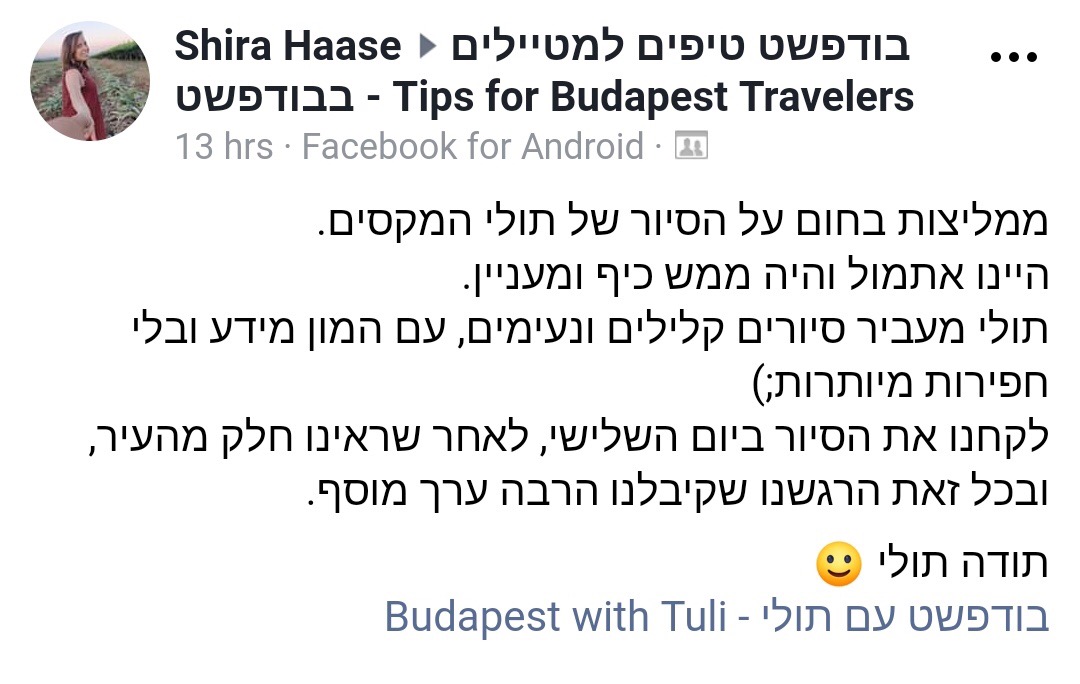 Shira Haase ▸ בודפשט טיפים למטיילים
בבודפשט - Tips for Budapest Travelers
13 hrs · Facebook for Android ·
ממליצות בחום על הסיור של תולי המקסים.
היינו אתמול והיה ממש כיף ומעניין.
תולי מעביר סיורים קלילים ונעימים, עם המון מידע ובלי
חפירות מיותרות;)
לקחנו את הסיור ביום השלישי, לאחר שראינו חלק מהעיר,
ובכל זאת הרגשנו שקיבלנו הרבה ערך מוסף.
תודה תולי 🙂
בודפשט עם תולי - Budapest with Tuli